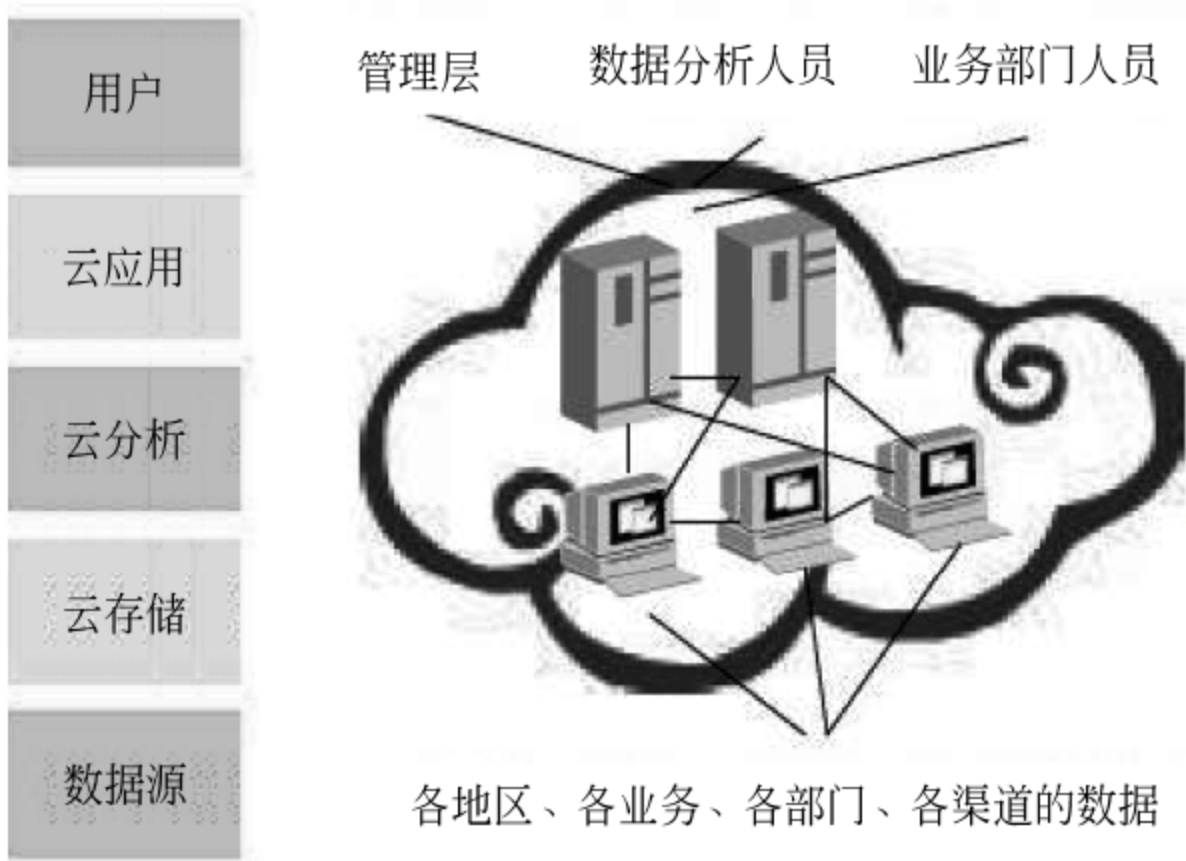 用户
云应用
云分析
云存储
数据源
管理层 数据分析人员 业务部门人员
各地区、各业务、各部门、各渠道的数据